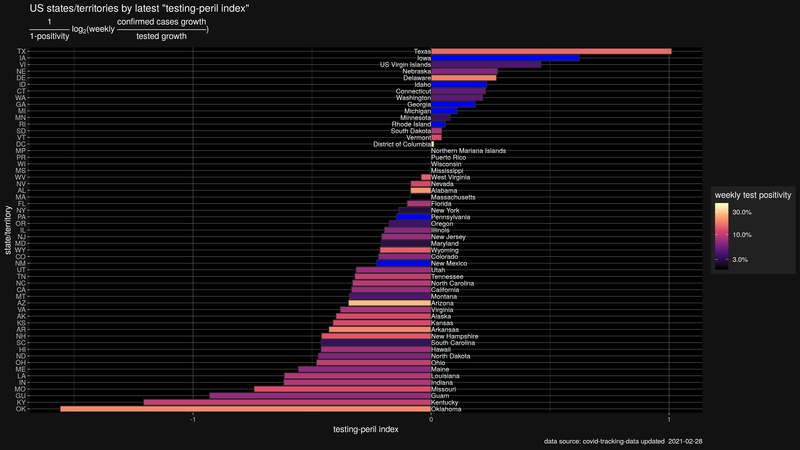 US states/territories by latest "testing-peril index"
1 / 1-positivity log2(weekly confirmed cases growth / tested growth)
TX Texas
IA Iowa
VI US Virgin Islands
NE Nebraska
DE Delaware
ID Idaho
CT Connecticut
WA Washington
GA Georgia
MI Michigan
MN Minnesota
RI Rhode Island
SD South Dakota
VT Vermont
DC District of Columbia
MP Northern Mariana Islands
PR Puerto Rico
WI Wisconsin
MS Mississippi
WV West Virginia
NV Nevada
AL Alabama
MA Massachusetts
FL Florida
NY New York
PA Pennsylvania
OR Oregon
IL Illinois
NJ New Jersey
MD Maryland
WY Wyoming
CO Colorado
NM New Mexico
UT Utah
TN Tennessee
NC North Carolina
CA California
MT Montana
AZ Arizona
VA Virginia
AK Alaska
KS Kansas
AR Arkansas
NH New Hampshire
SC South Carolina
HI Hawaii
ND North Dakota
OH Ohio
ME Maine
LA Louisiana
IN Indiana
MO Missouri
GU Guam
KY Kentucky
OK Oklahoma
state/territory
-1 0 1
testing-peril index
weekly test positivity
30.0%
10.0%
3.0%
data source: covid-tracking-data updated 2021-02-28